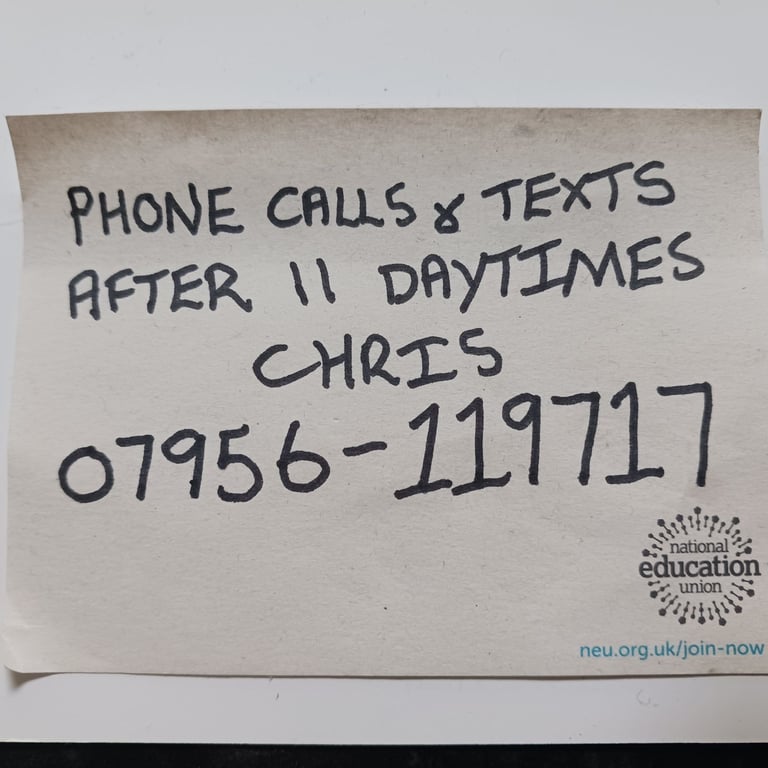 PHONE CALLS & TEXTS
AFTER 11 DAYTIMES
CHRIS
07956-119717
national
education
union
neu.org.uk/join-now